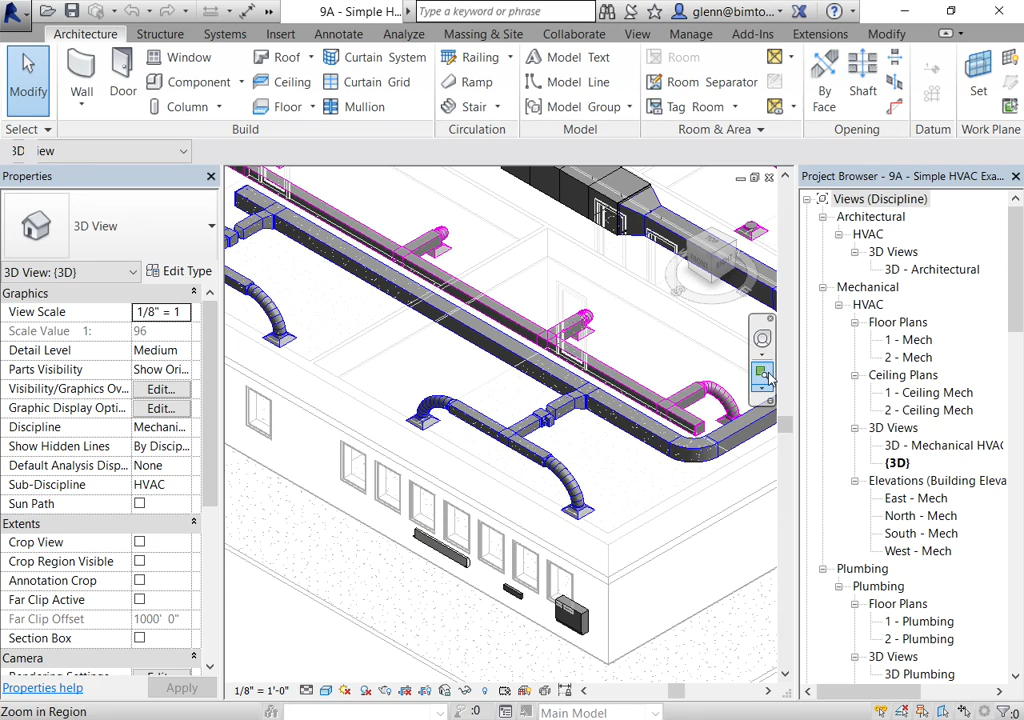 9A - Simple H...
Type a keyword or phrase
glenn@bimto...
Architecture Structure Systems Insert Annotate Analyze Massing & Site Collaborate View Manage Add-Ins Extensions Modify
Modify
Wall
Door
Window
Component
Column
Roof
Ceiling
Floor
Curtain System
Curtain Grid
Mullion
Railing
Ramp
Stair
Model Text
Model Line
Model Group
Room
Room Separator
Tag Room
By
Face
Shaft
Set
Select
Build
Circulation
Model
Room & Area
Opening
Datum
Work Plane
3D iew
Properties
3D View
3D View: {3D}
Edit Type
Graphics
View Scale 1/8" = 1
Scale Value 1: 96
Detail Level Medium
Parts Visibility Show Ori...
Visibility/Graphics Ov... Edit...
Graphic Display Opti... Edit...
Discipline Mechani...
Show Hidden Lines By Discip...
Default Analysis Disp... None
Sub-Discipline HVAC
Sun Path
Extents
Crop View
Crop Region Visible
Annotation Crop
Far Clip Active
Far Clip Offset 1000' 0"
Section Box
Camera
Properties help
Apply
Zoom in Region
1/8" = 1'-0"
:0
Main Model
:0
Project Browser - 9A - Simple HVAC Exa...
Views (Discipline)
Architectural
HVAC
3D Views
3D - Architectural
Mechanical
HVAC
Floor Plans
1 - Mech
2 - Mech
Ceiling Plans
1 - Ceiling Mech
2 - Ceiling Mech
3D Views
3D - Mechanical HVAC
{3D}
Elevations (Building Eleva
East - Mech
North - Mech
South - Mech
West - Mech
Plumbing
Plumbing
Floor Plans
1 - Plumbing
2 - Plumbing
3D Views
3D Plumbing